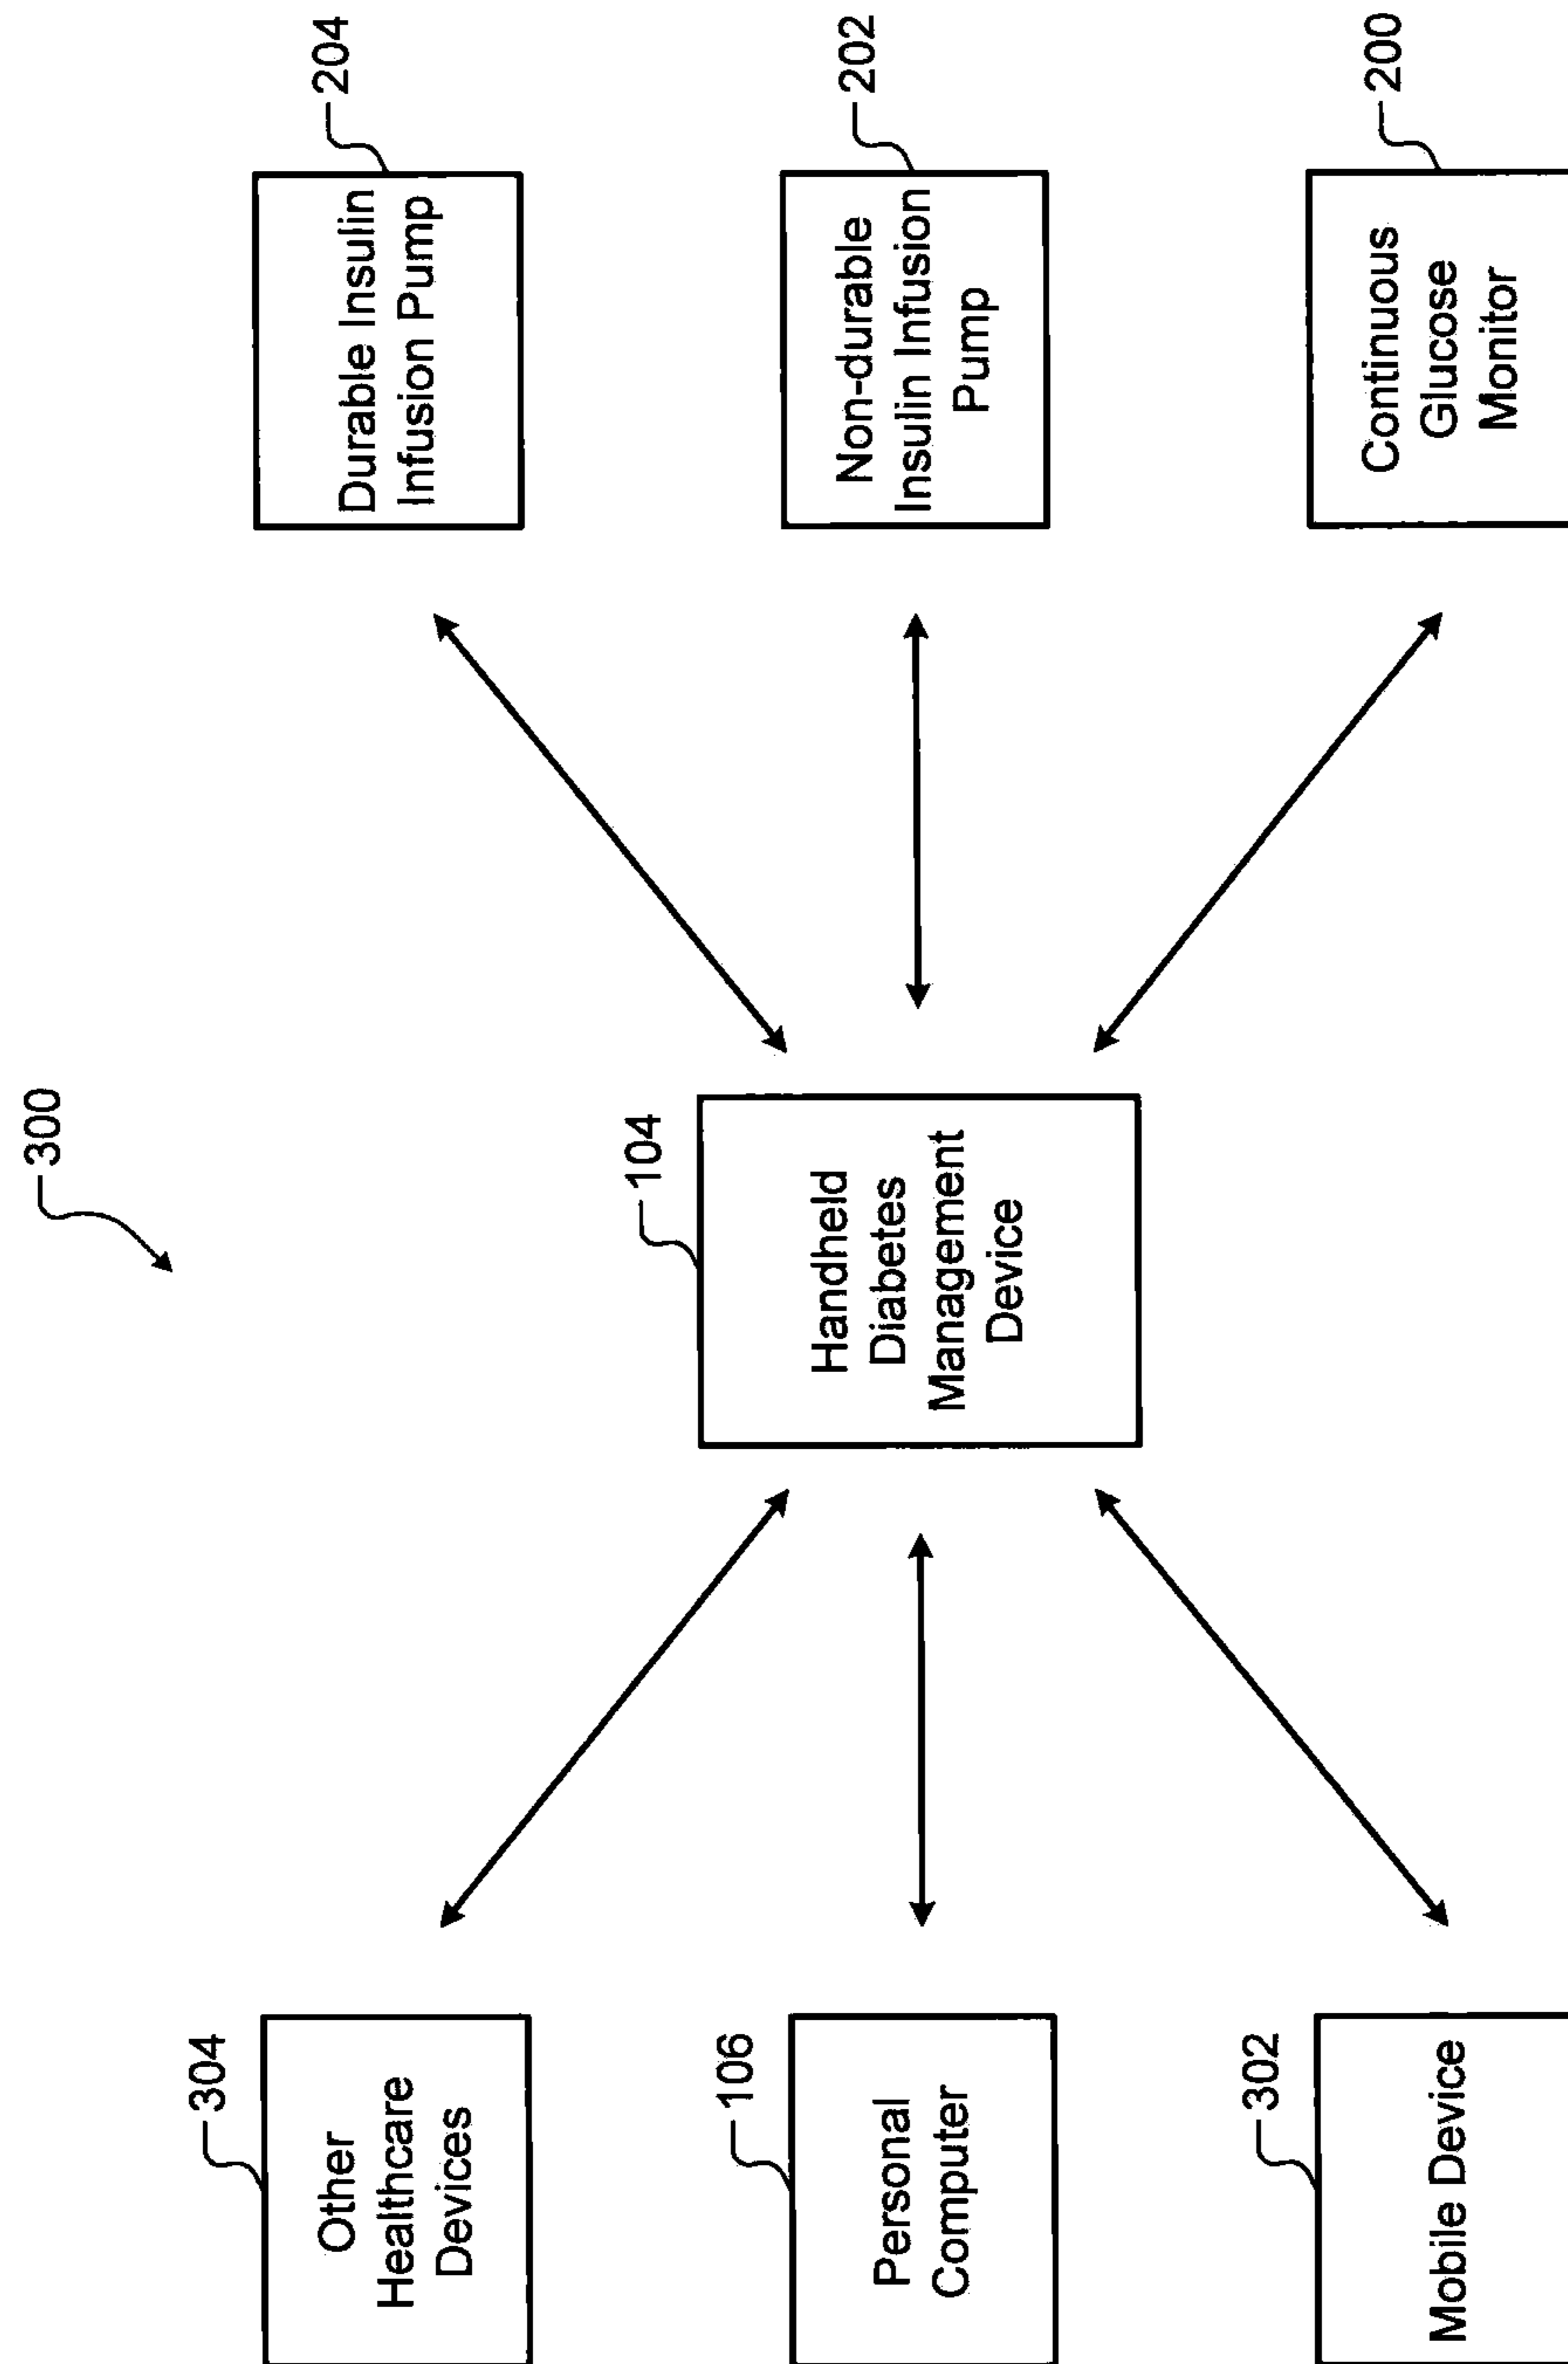 300
304
Other
Healthcare
Devices
106
Personal
Computer
302
Mobile Device
104
Handheld
Diabetes
Management
Device
204
Durable Insulin
Infusion Pump
202
Non-durable
Insulin Infusion
Pump
200
Continuous
Glucose
Monitor